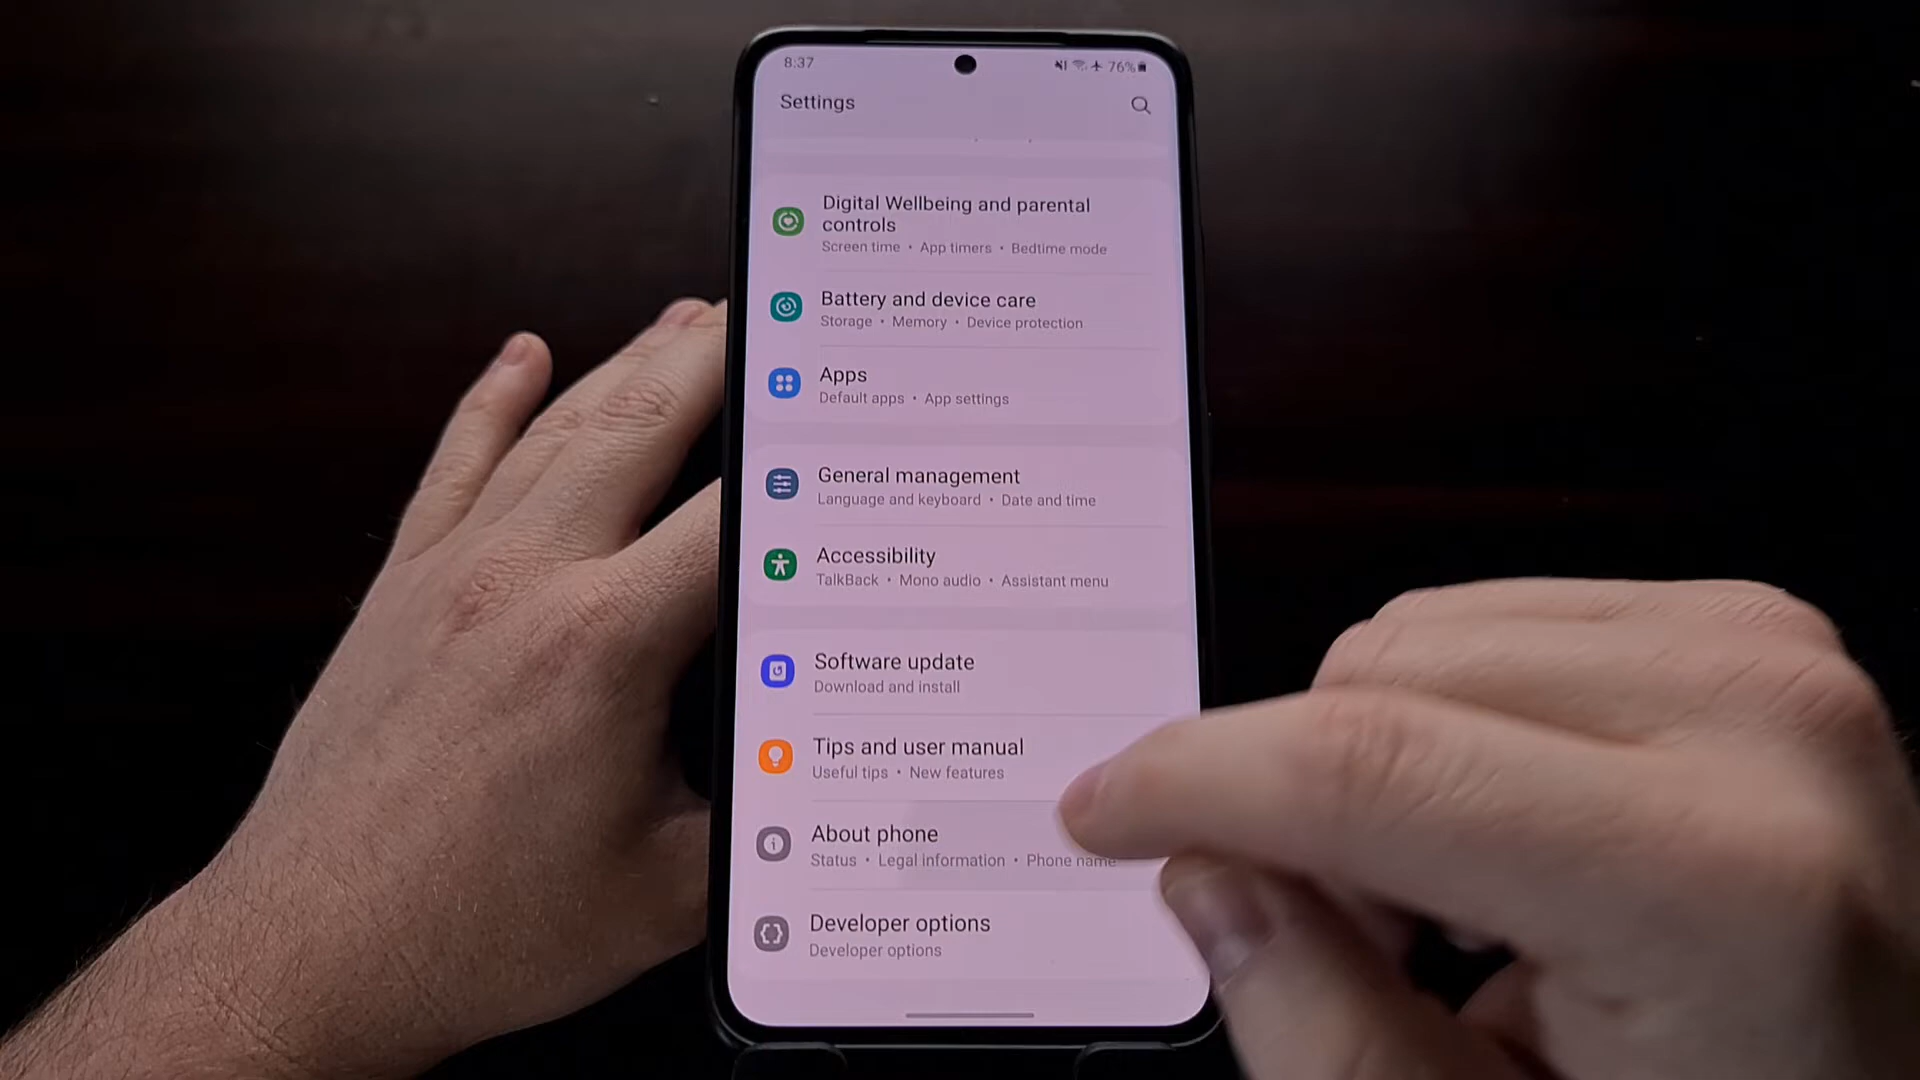 8:37
76%
Settings
Digital Wellbeing and parental
controls
Screen time • App timers • Bedtime mode
Battery and device care
Storage • Memory • Device protection
Apps
Default apps • App settings
General management
Language and keyboard • Date and time
Accessibility
TalkBack • Mono audio • Assistant menu
Software update
Download and install
Tips and user manual
Useful tips • New features
About phone
Status • Legal information • Phone name
Developer options
Developer options